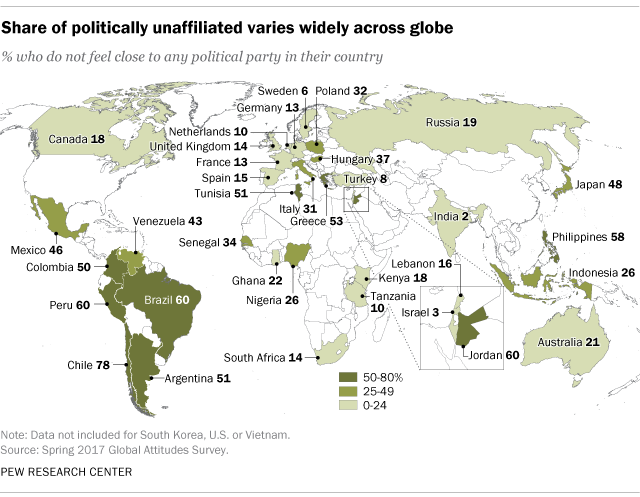 Share of politically unaffiliated varies widely across globe
% who do not feel close to any political party in their country
Sweden 6
Poland 32
Germany 13
Russia 19
Canada 18
Netherlands 10
United Kingdom 14
France 13
Hungary 37
Spain 15
Turkey 8
Japan 48
Tunisia 51
Italy 31
Greece 53
India 2
Venezuela 43
Philippines 58
Mexico 46
Senegal 34
Lebanon 16
Colombia 50
Indonesia 26
Ghana 22
Kenya 18
Peru 60
Brazil 60
Nigeria 26
Tanzania
10
Israel 3
Australia 21
Chile 78
South Africa 14
Jordan 60
Argentina 51
50-80%
25-49
0-24
Note: Data not included for South Korea, U.S. or Vietnam.
Source: Spring 2017 Global Attitudes Survey.
PEW RESEARCH CENTER